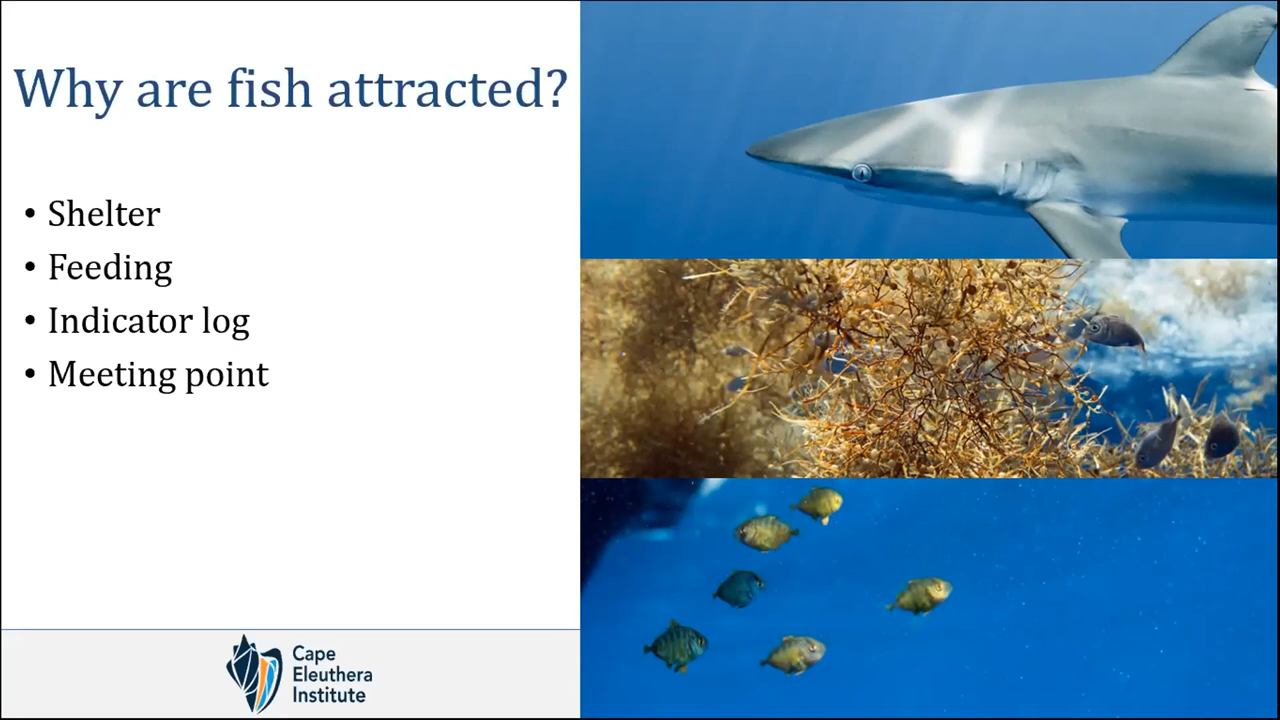 Why are fish attracted?
• Shelter
• Feeding
• Indicator log
• Meeting point
Cape
Eleuthera
Institute